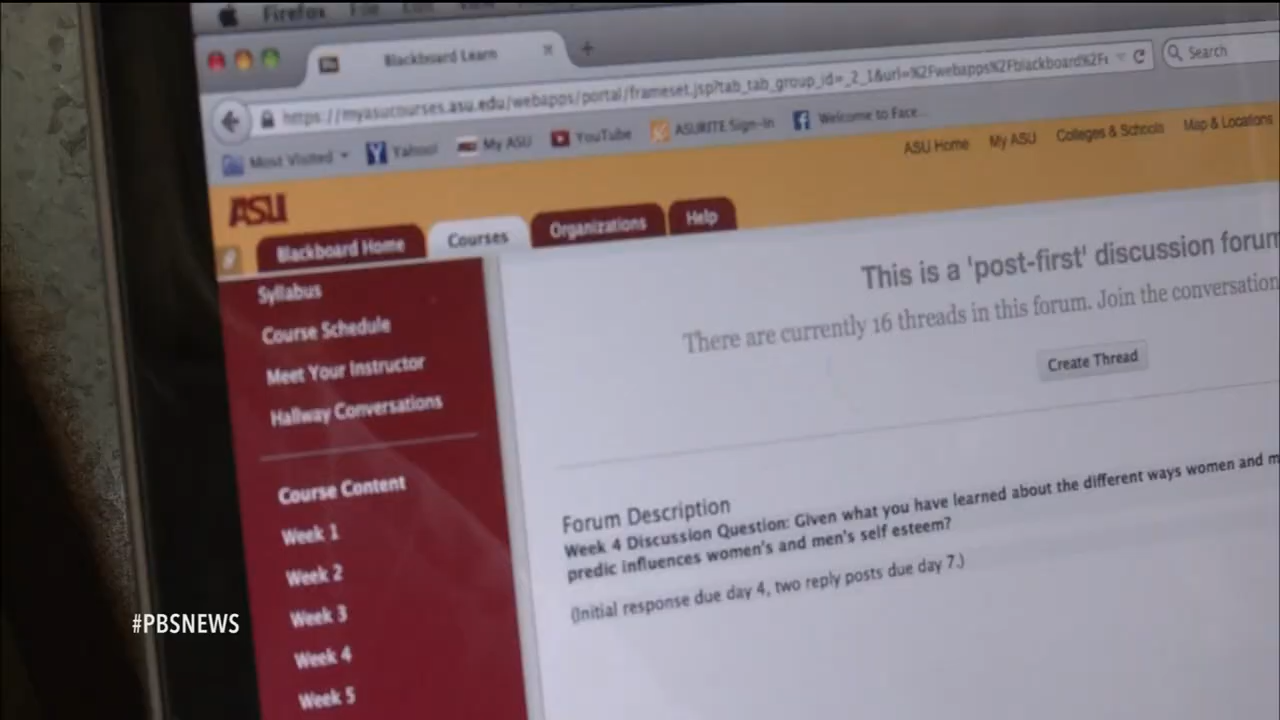 Firefox File Edit View
Blackboard Learn
https://myasucourses.asu.edu/webapps/portal/frameset.jsp?tab_tab_group_id=_2_1&url=%2Fwebapps%2Fblackboard%2F
Search
Most Visited Yahoo! My ASU YouTube ASURITE Sign-In Welcome to Face...
ASU Home My ASU Colleges & Schools Map & Locations
ASU
Blackboard Home Courses Organizations Help
Syllabus
Course Schedule
Meet Your Instructor
Hallway Conversations
Course Content
Week 1
Week 2
Week 3
Week 4
Week 5
This is a 'post-first' discussion forum
There are currently 16 threads in this forum. Join the conversation
Create Thread
Forum Description
Week 4 Discussion Question: Given what you have learned about the different ways women and m
predic influences women's and men's self esteem?
(Initial response due day 4, two reply posts due day 7.)
#PBSNEWS